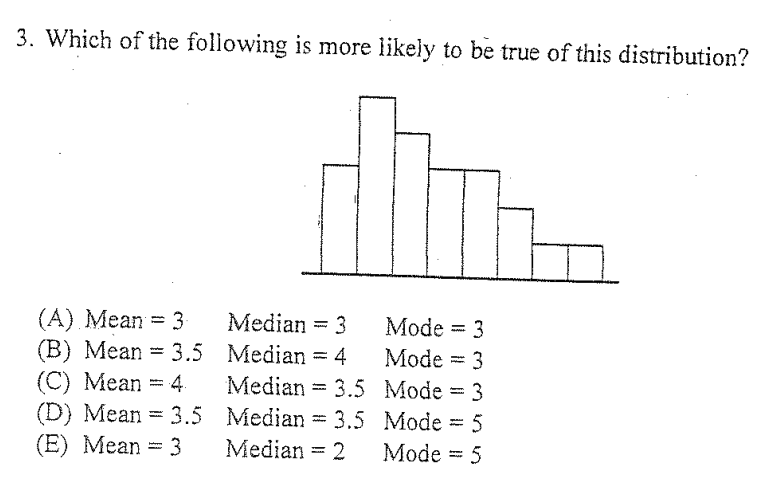 3. Which of the following is more likely to be true of this distribution?
(A) Mean = 3 Median = 3 Mode = 3
(B) Mean = 3.5 Median = 4 Mode = 3
(C) Mean = 4 Median = 3.5 Mode = 3
(D) Mean = 3.5 Median = 3.5 Mode = 5
(E) Mean = 3 Median = 2 Mode = 5